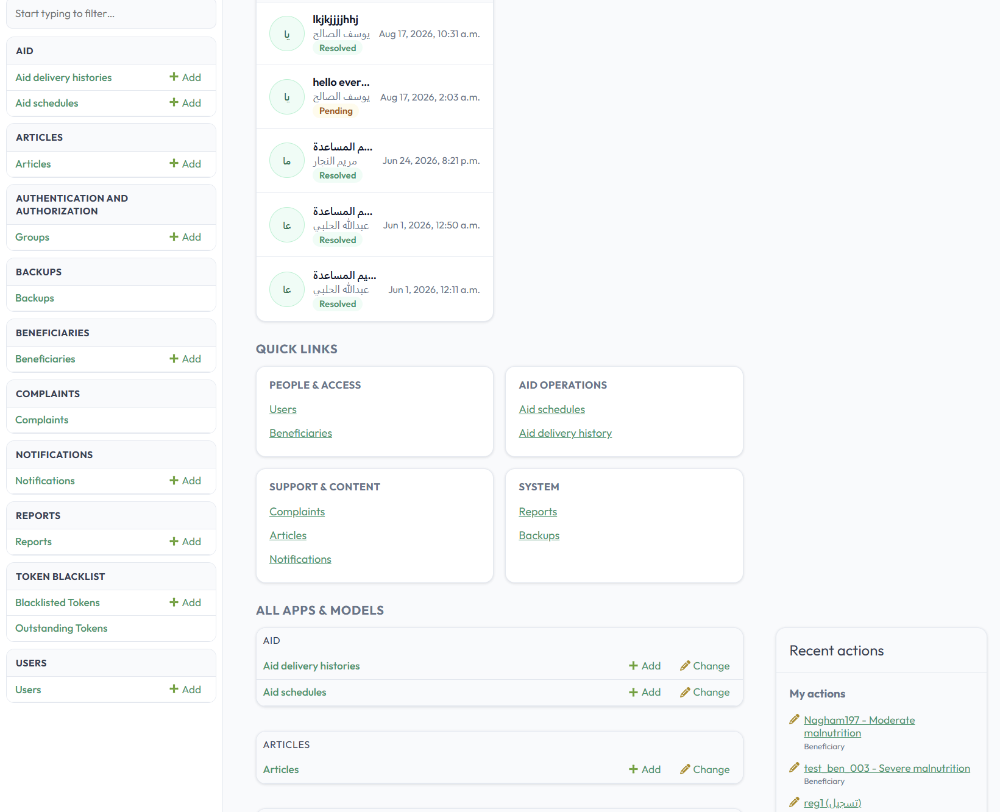 Start typing to filter...
AID
Aid delivery histories Add
Aid schedules Add
ARTICLES
Articles Add
AUTHENTICATION AND
AUTHORIZATION
Groups Add
BACKUPS
Backups
BENEFICIARIES
Beneficiaries Add
COMPLAINTS
Complaints
NOTIFICATIONS
Notifications Add
REPORTS
Reports Add
TOKEN BLACKLIST
Blacklisted Tokens Add
Outstanding Tokens
USERS
Users Add
يا
lkjkjjjjhhj
يوسف الصالح
Resolved
Aug 17, 2026, 10:31 a.m.
يا
hello ever...
يوسف الصالح
Pending
Aug 17, 2026, 2:03 a.m.
ما
م المساعدة...
مريم النجار
Resolved
Jun 24, 2026, 8:21 p.m.
عا
م المساعدة...
عبدالله الحلبي
Resolved
Jun 1, 2026, 12:50 a.m.
عا
يم المساعدة...
عبدالله الحلبي
Resolved
Jun 1, 2026, 12:11 a.m.
QUICK LINKS
PEOPLE & ACCESS
Users
Beneficiaries
AID OPERATIONS
Aid schedules
Aid delivery history
SUPPORT & CONTENT
Complaints
Articles
Notifications
SYSTEM
Reports
Backups
ALL APPS & MODELS
AID
Aid delivery histories Add Change
Aid schedules Add Change
ARTICLES
Articles Add Change
Recent actions
My actions
Nagham197 - Moderate
malnutrition
Beneficiary
test_ben_003 - Severe malnutrition
Beneficiary
reg1 (تسجيل)